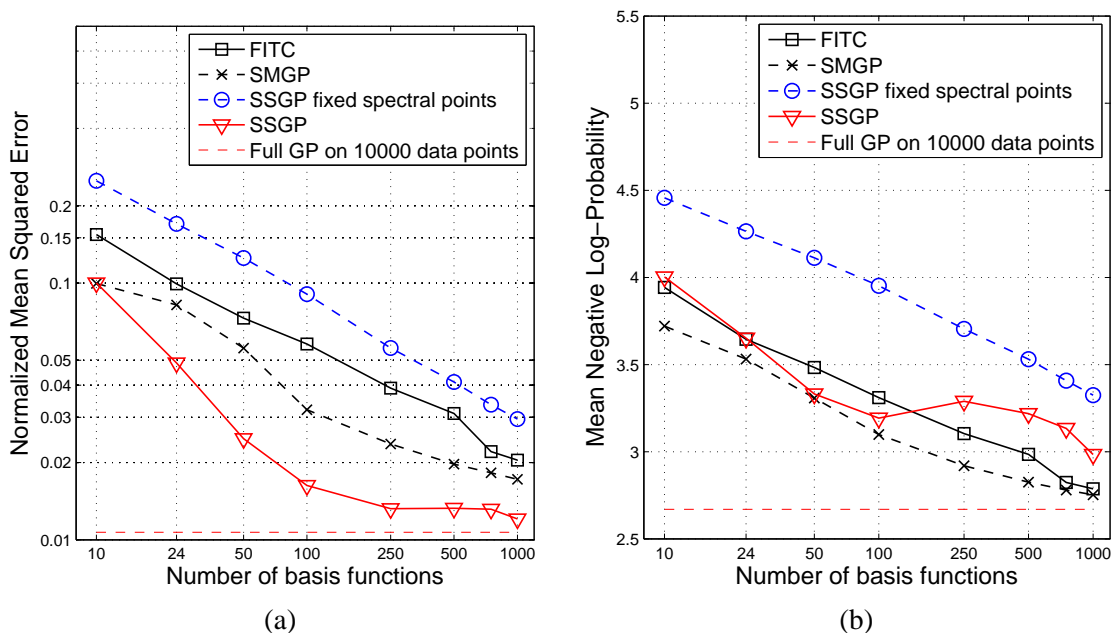 FITC
SMGP
SSGP fixed spectral points
SSGP
Full GP on 10000 data points
Normalized Mean Squared Error
0.2
0.15
0.1
0.05
0.04
0.03
0.02
0.01
10 24 50 100 250 500 1000
Number of basis functions
(a)
FITC
SMGP
SSGP fixed spectral points
SSGP
Full GP on 10000 data points
Mean Negative Log−Probability
5.5
5
4.5
4
3.5
3
2.5
10 24 50 100 250 500 1000
Number of basis functions
(b)